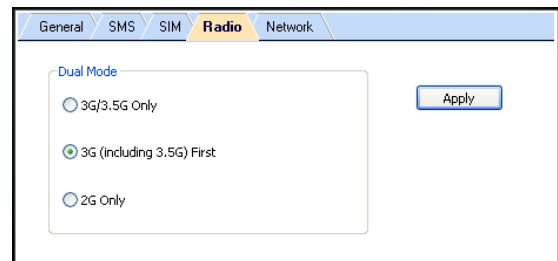 General SMS SIM Radio Network
Dual Mode
3G/3.5G Only
Apply
3G (including 3.5G) First
2G Only